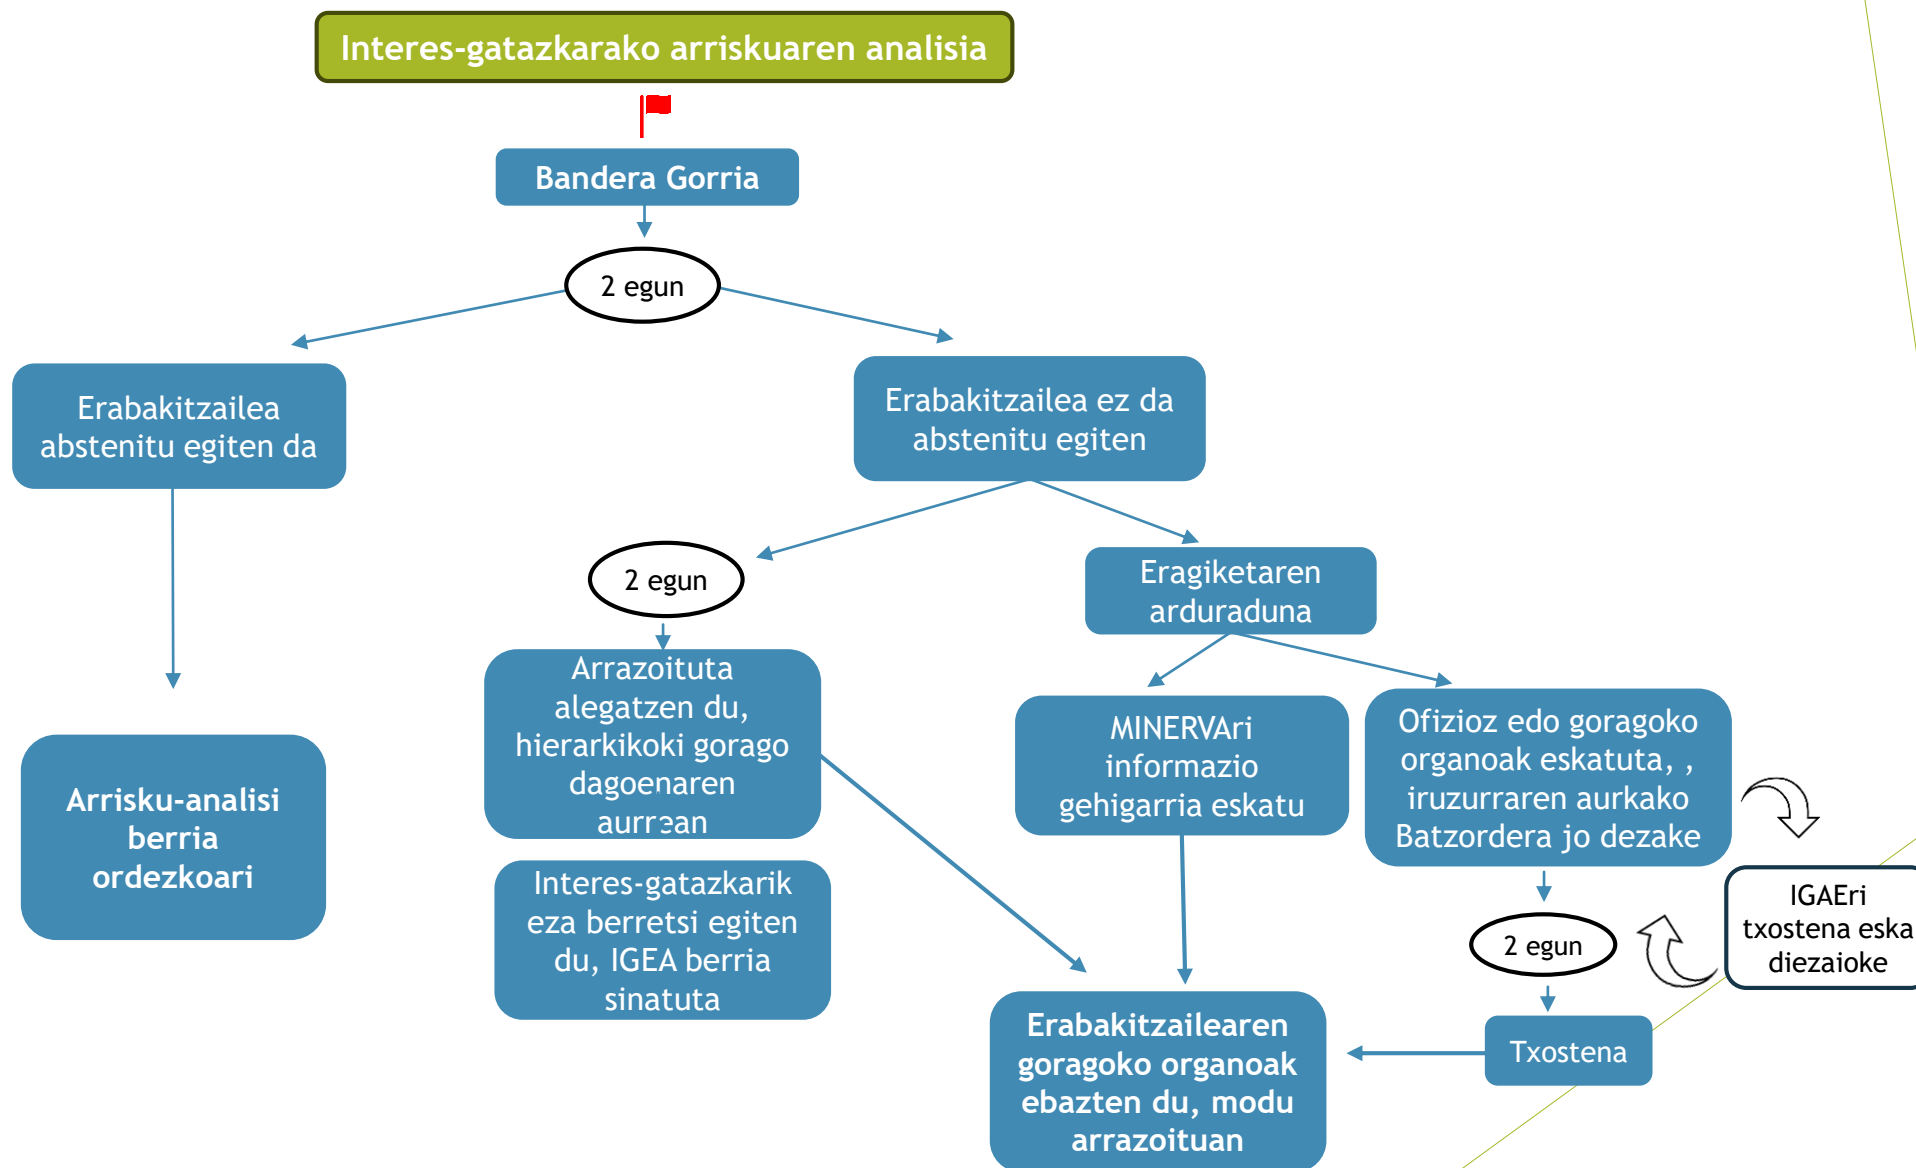 Interes-gatazkarako arriskuaren analisia
Bandera Gorria
2 egun
Erabakitzailea
abstenitu egiten da
Erabakitzailea ez da
abstenitu egiten
2 egun
Eragiketaren
arduraduna
Arrazoituta
alegatzen du,
hierarkikoki gorago
dagoenaren
aurrean
MINERVAri
informazio
gehigarria eskatu
Ofizioz edo goragoko
organoak eskatuta, ,
iruzurraren aurkako
Batzordera jo dezake
Arrisku-analisi
berria
ordezkoari
Interes-gatazkarik
eza berretsi egiten
du, IGEA berria
sinatuta
IGAEri
txostena eska
diezaioke
2 egun
Txostena
Erabakitzailearen
goragoko organoak
ebazten du, modu
arrazoituan